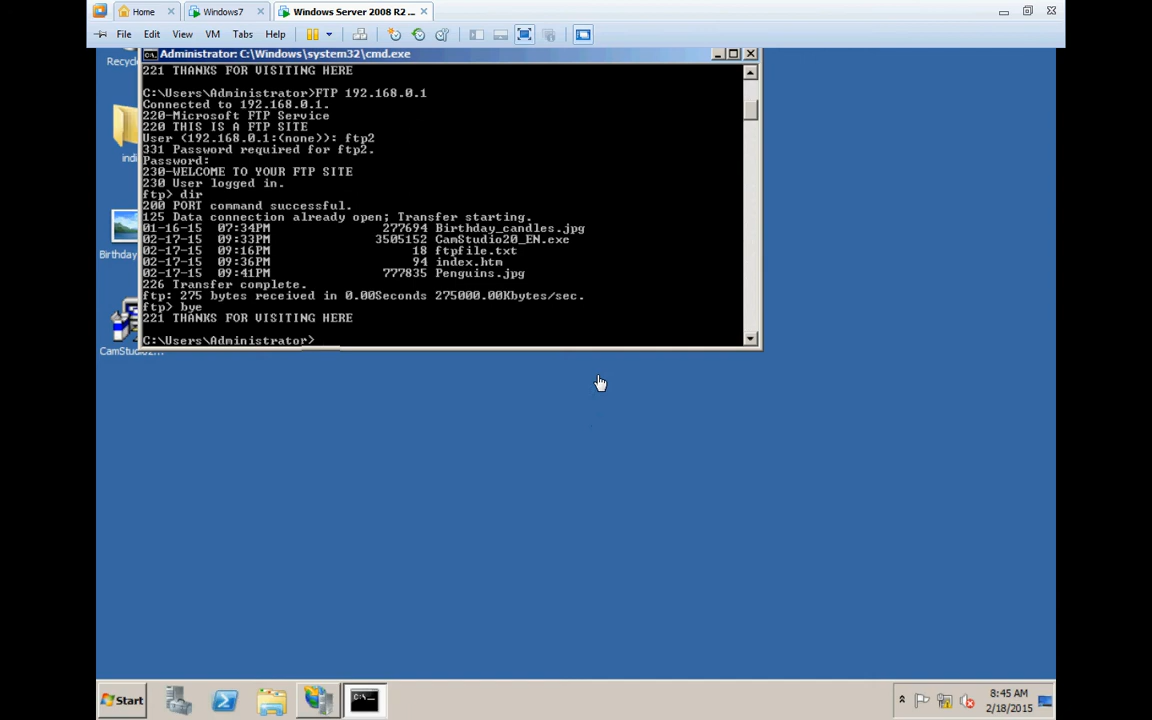 Home
Windows7
Windows Server 2008 R2 ...
File Edit View VM Tabs Help
Administrator: C:\Windows\system32\cmd.exe
Recycl
221 THANKS FOR VISITING HERE
C:\Users\Administrator>FTP 192.168.0.1
Connected to 192.168.0.1.
220-Microsoft FTP Service
220 THIS IS A FTP SITE
User (192.168.0.1:(none)): ftp2
331 Password required for ftp2.
Password:
230-WELCOME TO YOUR FTP SITE
230 User logged in.
ftp> dir
200 PORT command successful.
125 Data connection already open; Transfer starting.
01-16-15 07:34PM 277694 Birthday_candles.jpg
02-17-15 09:33PM 3505152 CamStudio20_EN.exe
02-17-15 09:16PM 18 ftpfile.txt
02-17-15 09:36PM 94 index.htm
02-17-15 09:41PM 777835 Penguins.jpg
226 Transfer complete.
ftp: 275 bytes received in 0.00Seconds 275000.00Kbytes/sec.
ftp> bye
221 THANKS FOR VISITING HERE
C:\Users\Administrator>
indi
Birthday
CamStudio2...
Start
8:45 AM
2/18/2015